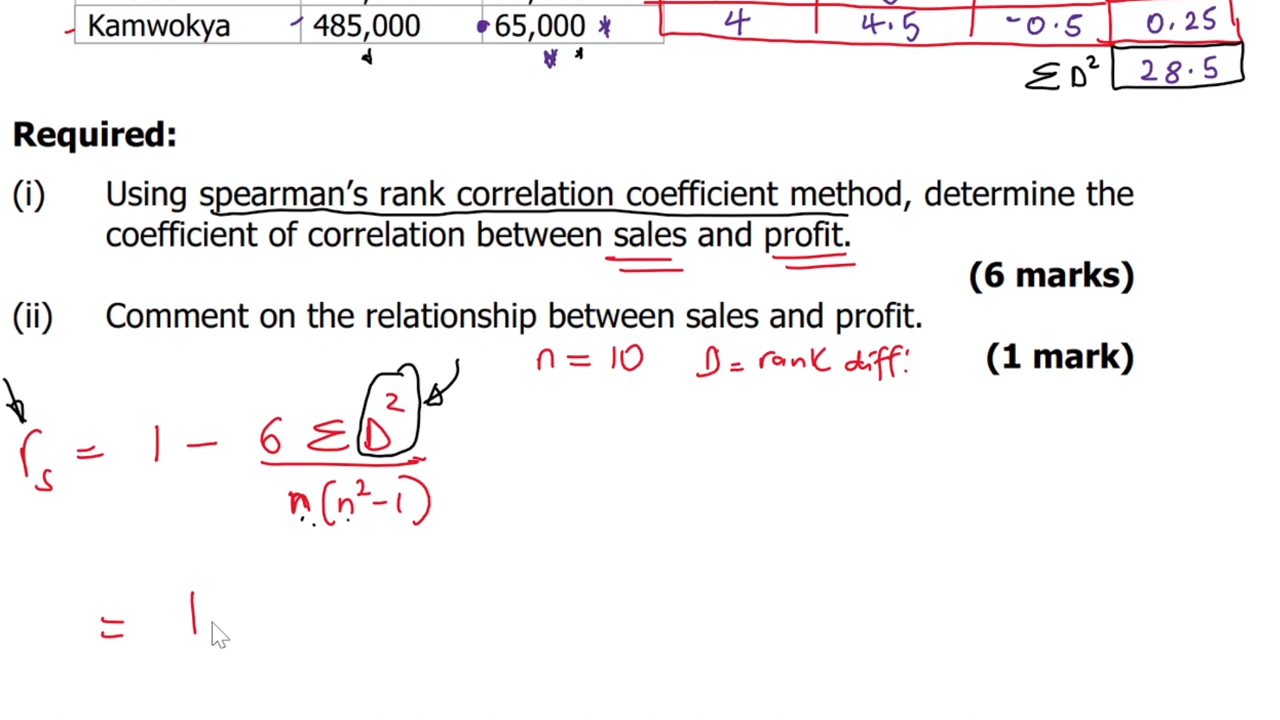 Kamwokya 485,000 65,000 * 4 4.5 -0.5 0.25
ΣD² 28.5
Required:
(i) Using spearman's rank correlation coefficient method, determine the
coefficient of correlation between sales and profit.
(6 marks)
(ii) Comment on the relationship between sales and profit.
n = 10 D = rank diff: (1 mark)
rs = 1 - 6 ΣD²
n(n²-1)
= 1